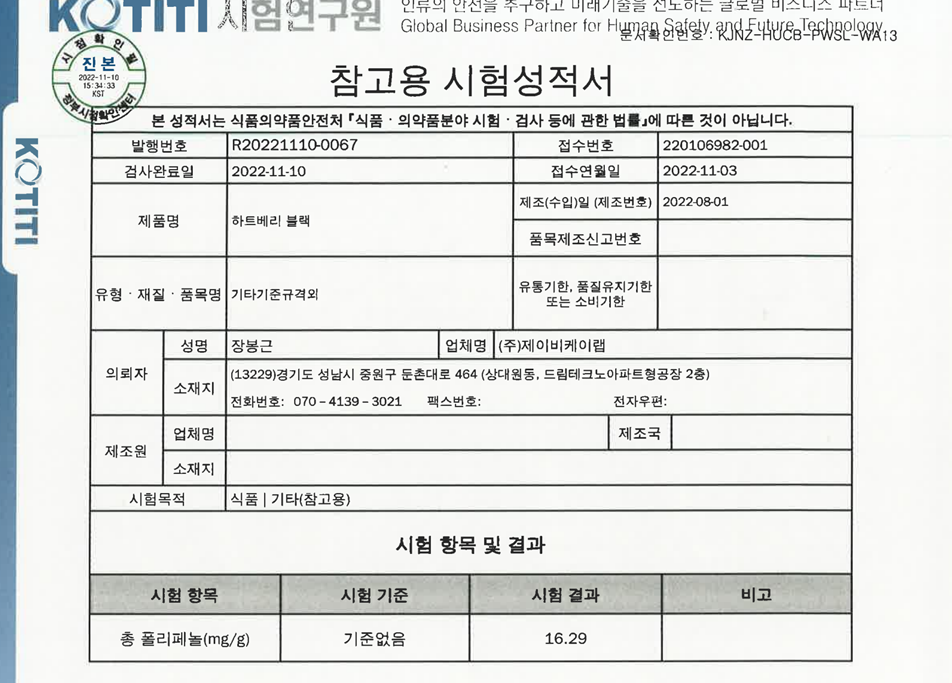 KOTITI 시험연구원
인류의 안전을 추구하고 미래기술을 선도하는 글로벌 비즈니스 파트너
Global Business Partner for Human Safety and Future Technology
문서확인번호 : KJNZ-HUCB-PWSL-WA13
시점확인필
진본
2022-11-10
15:34:33
KST
정부시점확인센터
KOTITI
참고용 시험성적서
본 성적서는 식품의약품안전처 『식품ㆍ의약품분야 시험ㆍ검사 등에 관한 법률』에 따른 것이 아닙니다.
발행번호 R20221110-0067 접수번호 220106982-001
검사완료일 2022-11-10 접수연월일 2022-11-03
제품명 하트베리 블랙 제조(수입)일 (제조번호) 2022-08-01
품목제조신고번호
유형ㆍ재질ㆍ품목명 기타기준규격외 유통기한, 품질유지기한
또는 소비기한
의뢰자 성명 장봉근 업체명 (주)제이비케이랩
소재지 (13229)경기도 성남시 중원구 둔촌대로 464 (상대원동, 드림테크노아파트형공장 2층)
전화번호: 070 – 4139 – 3021 팩스번호: 전자우편:
제조원 업체명 제조국
소재지
시험목적 식품 | 기타(참고용)
시험 항목 및 결과
시험 항목 시험 기준 시험 결과 비고
총 폴리페놀(mg/g) 기준없음 16.29